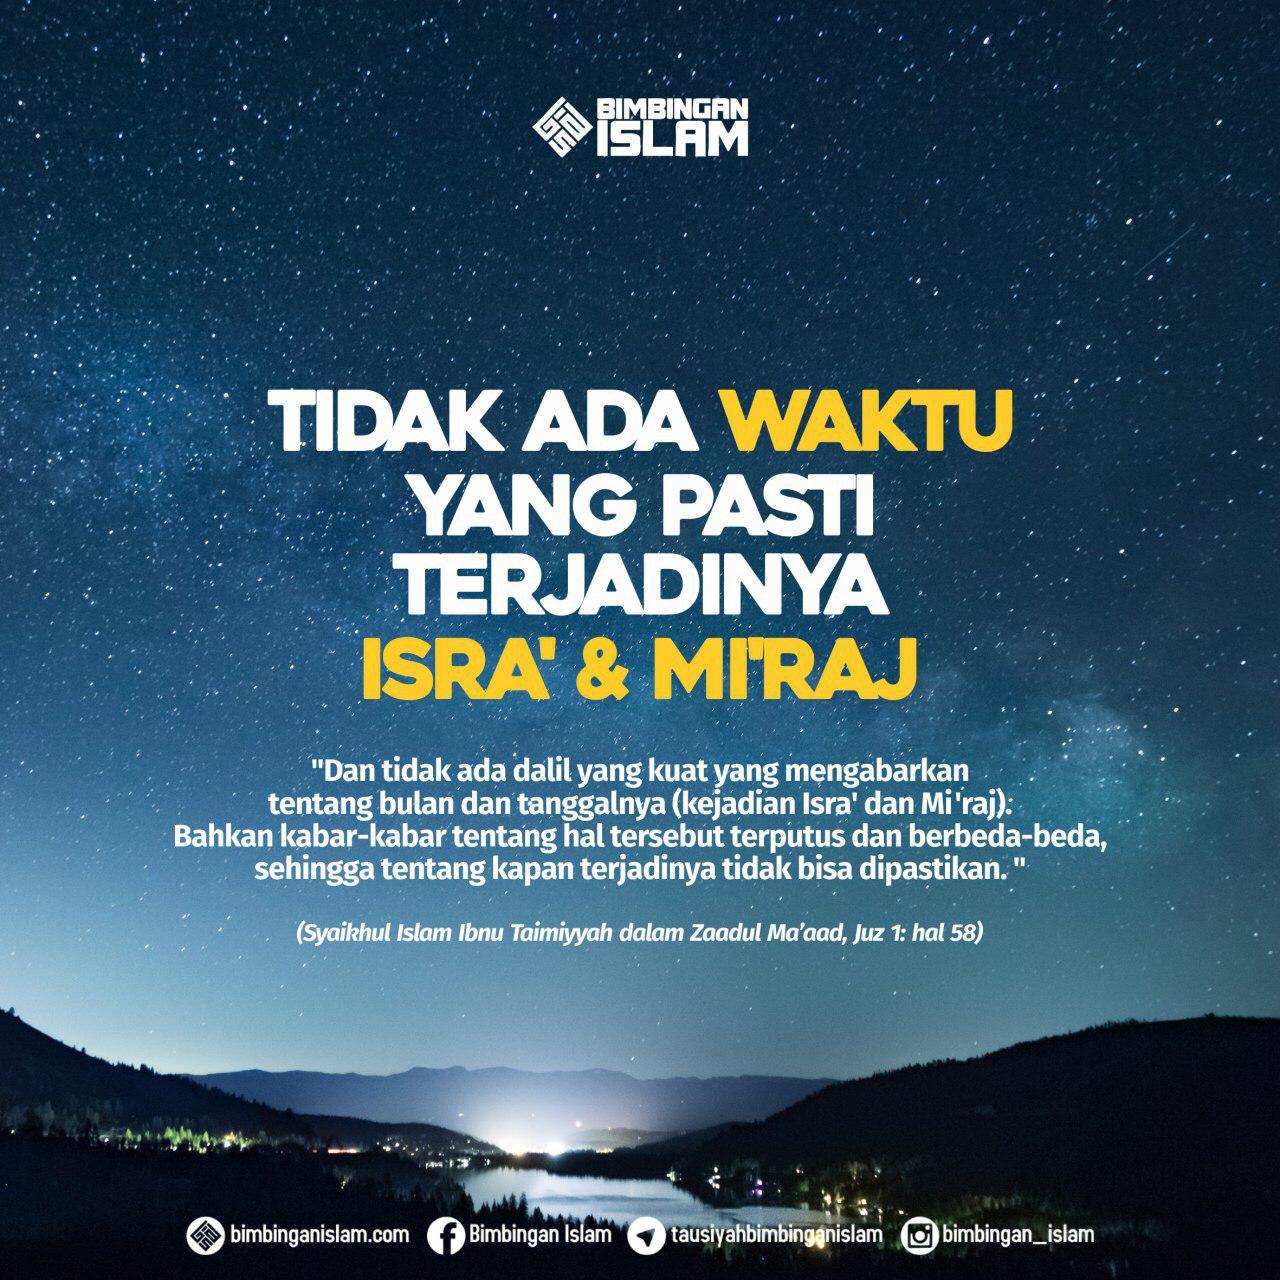 BIMBINGAN
ISLAM
TIDAK ADA WAKTU
YANG PASTI
TERJADINYA
ISRA' & MI'RAJ
"Dan tidak ada dalil yang kuat yang mengabarkan
tentang bulan dan tanggalnya (kejadian Isra' dan Mi'raj).
Bahkan kabar-kabar tentang hal tersebut terputus dan berbeda-beda,
sehingga tentang kapan terjadinya tidak bisa dipastikan. "
(Syaikhul Islam Ibnu Taimiyyah dalam Zaadul Ma’aad, Juz 1: hal 58)
bimbinganislam.com Bimbingan Islam tausiyahbimbinganislam bimbingan_islam